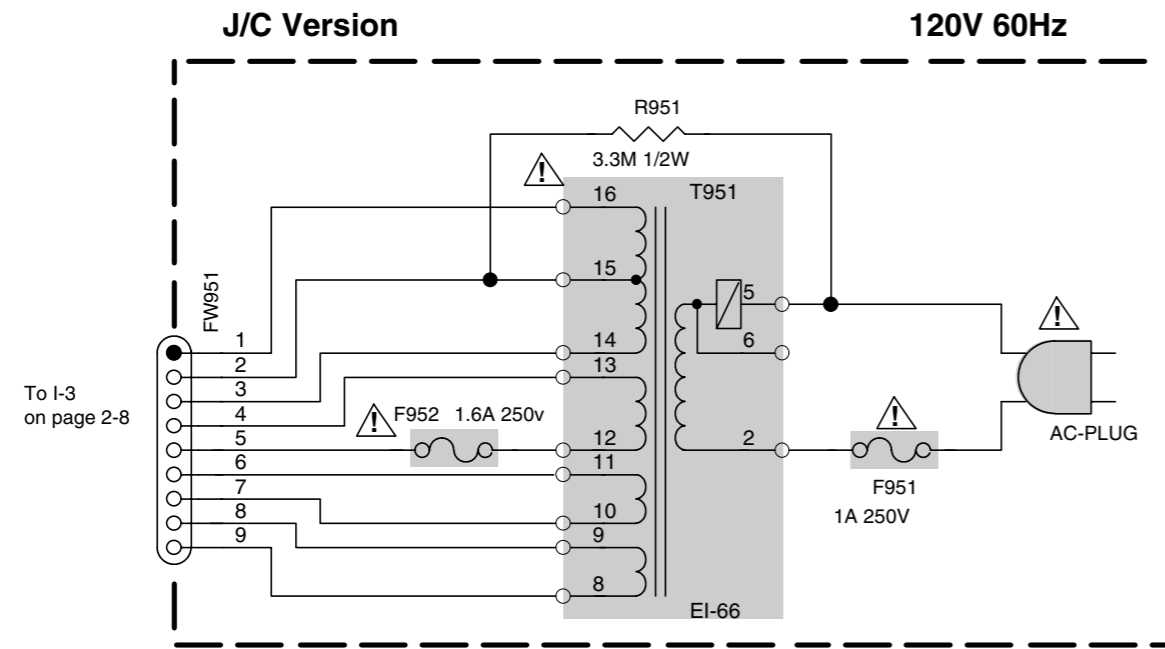 J/C Version
120V 60Hz
R951
3.3M 1/2W
!
T951
16
15
14
13
12
11
10
9
8
5
6
2
EI-66
FW951
1
2
3
4
5
6
7
8
9
To I-3
on page 2-8
!
F952 1.6A 250v
!
AC-PLUG
!
F951
1A 250V